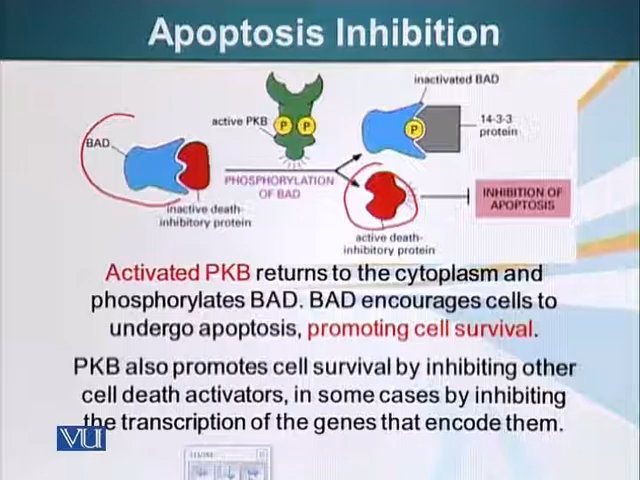 Apoptosis Inhibition
inactivated BAD
active PKB
P P
P
14-3-3
protein
BAD
PHOSPHORYLATION
OF BAD
INHIBITION OF
APOPTOSIS
inactive death-
inhibitory protein
active death-
inhibitory protein
Activated PKB returns to the cytoplasm and
phosphorylates BAD. BAD encourages cells to
undergo apoptosis, promoting cell survival.
PKB also promotes cell survival by inhibiting other
cell death activators, in some cases by inhibiting
the transcription of the genes that encode them.
VU